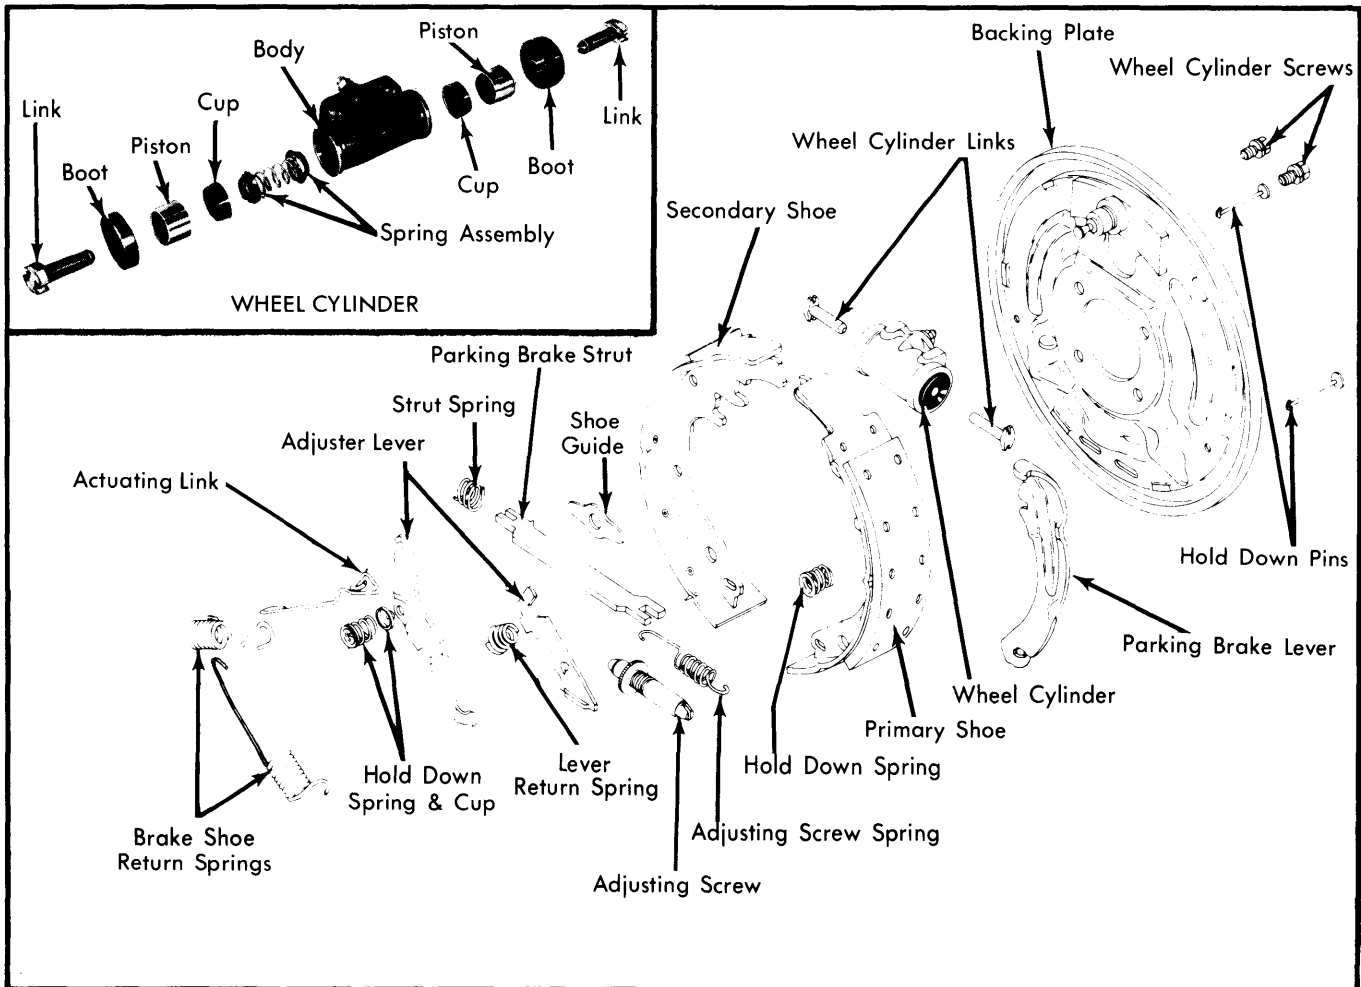 Piston
Body
Cup
Link
Piston
Boot
Link
Boot
Cup
Spring Assembly
WHEEL CYLINDER
Backing Plate
Wheel Cylinder Screws
Wheel Cylinder Links
Secondary Shoe
Parking Brake Strut
Strut Spring
Shoe
Guide
Adjuster Lever
Actuating Link
Hold Down Pins
Parking Brake Lever
Wheel Cylinder
Primary Shoe
Hold Down Spring
Lever
Return Spring
Hold Down
Spring & Cup
Adjusting Screw Spring
Brake Shoe
Return Springs
Adjusting Screw